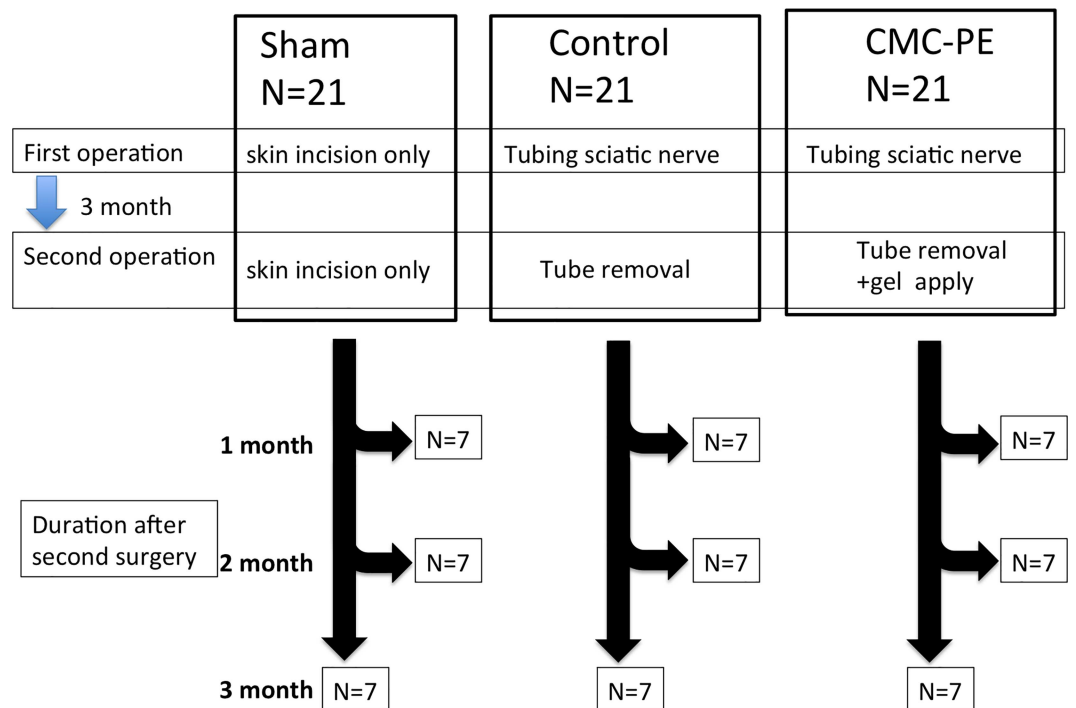 Sham
N=21
Control
N=21
CMC-PE
N=21
First operation
skin incision only
Tubing sciatic nerve
Tubing sciatic nerve
3 month
Second operation
skin incision only
Tube removal
Tube removal
+gel apply
1 month
N=7
N=7
N=7
Duration after
second surgery
2 month
N=7
N=7
N=7
3 month
N=7
N=7
N=7